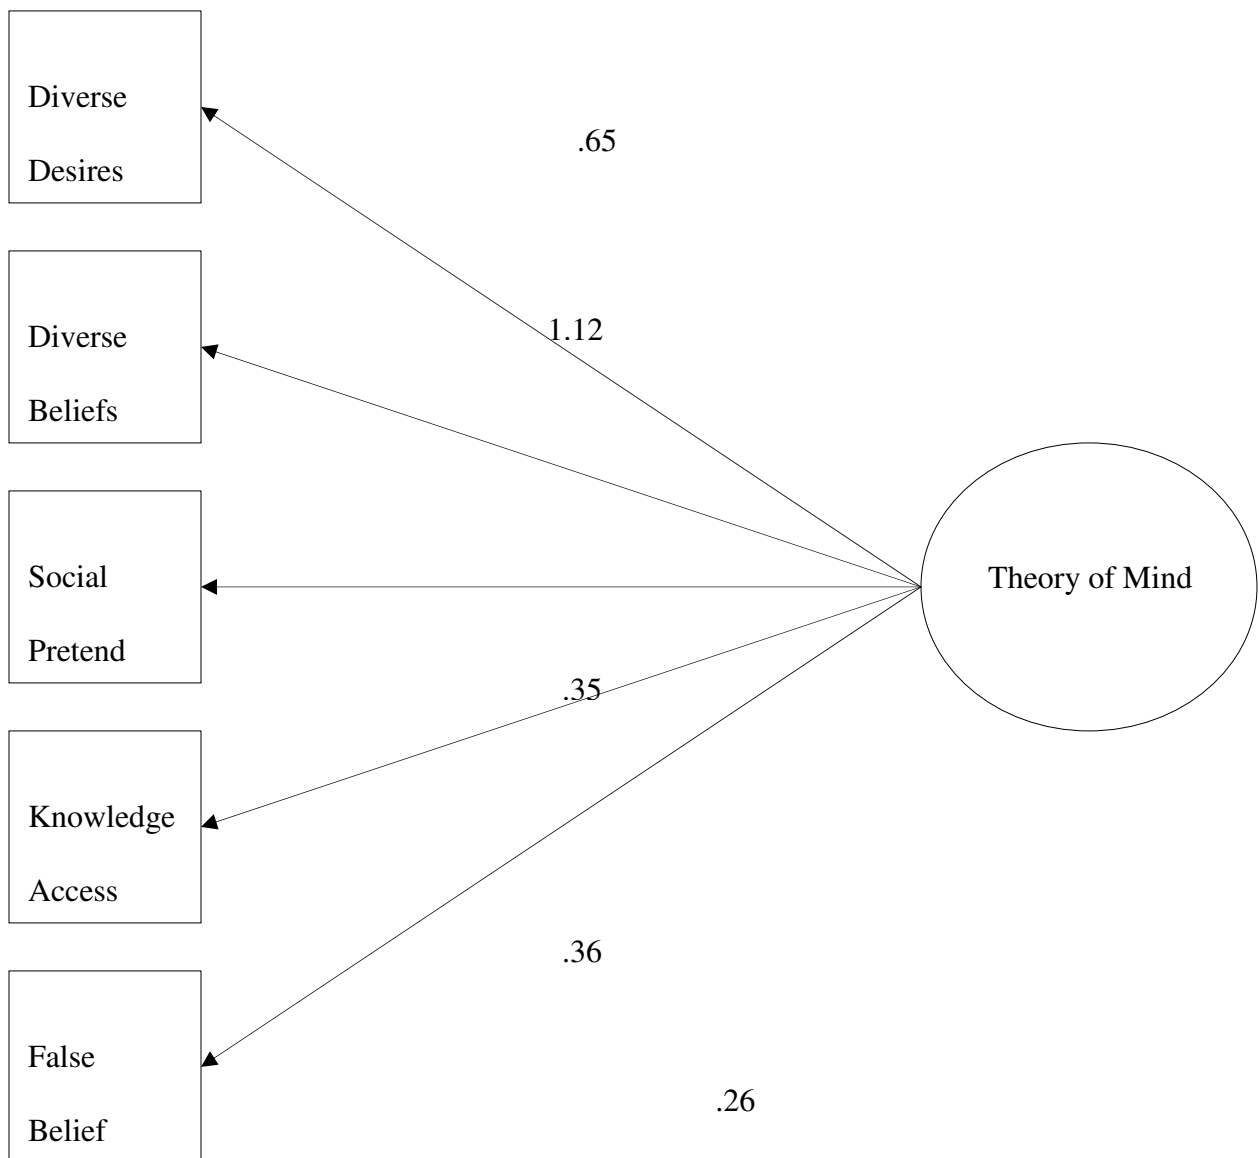 Diverse
Desires
.65
Diverse
Beliefs
1.12
Social
Pretend
Theory of Mind
.35
Knowledge
Access
.36
False
Belief
.26